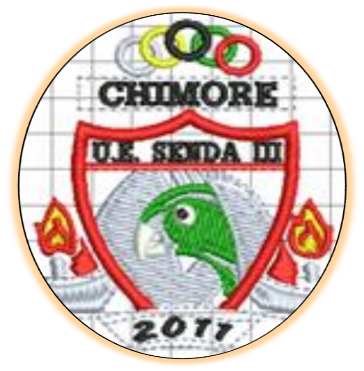 CHIMORE
U.E. SENDA III
2011